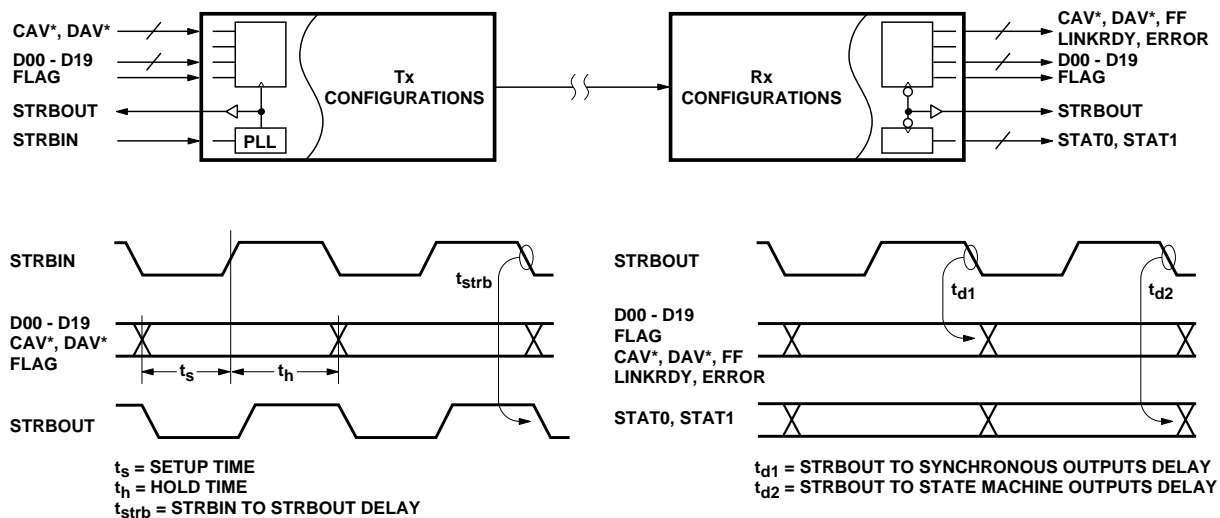 CAV*, DAV*
D00 - D19
FLAG
STRBOUT
STRBIN
PLL
Tx
CONFIGURATIONS
Rx
CONFIGURATIONS
CAV*, DAV*, FF
LINKRDY, ERROR
D00 - D19
FLAG
STRBOUT
STAT0, STAT1
STRBIN
tstrb
D00 - D19
CAV*, DAV*
FLAG
ts
th
STRBOUT
ts = SETUP TIME
th = HOLD TIME
tstrb = STRBIN TO STRBOUT DELAY
STRBOUT
td1
td2
D00 - D19
FLAG
CAV*, DAV*, FF
LINKRDY, ERROR
STAT0, STAT1
td1 = STRBOUT TO SYNCHRONOUS OUTPUTS DELAY
td2 = STRBOUT TO STATE MACHINE OUTPUTS DELAY